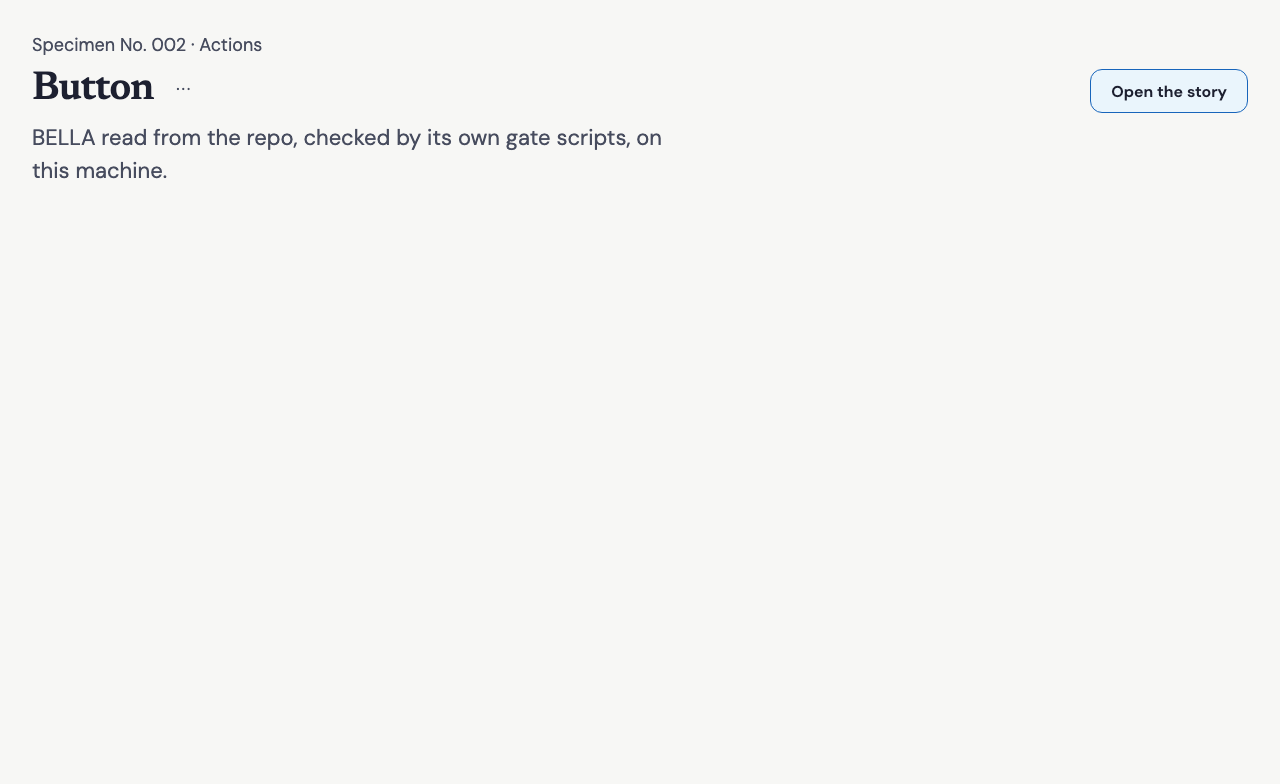 Specimen No. 002 · Actions
Button ...
Open the story
BELLA read from the repo, checked by its own gate scripts, on
this machine.